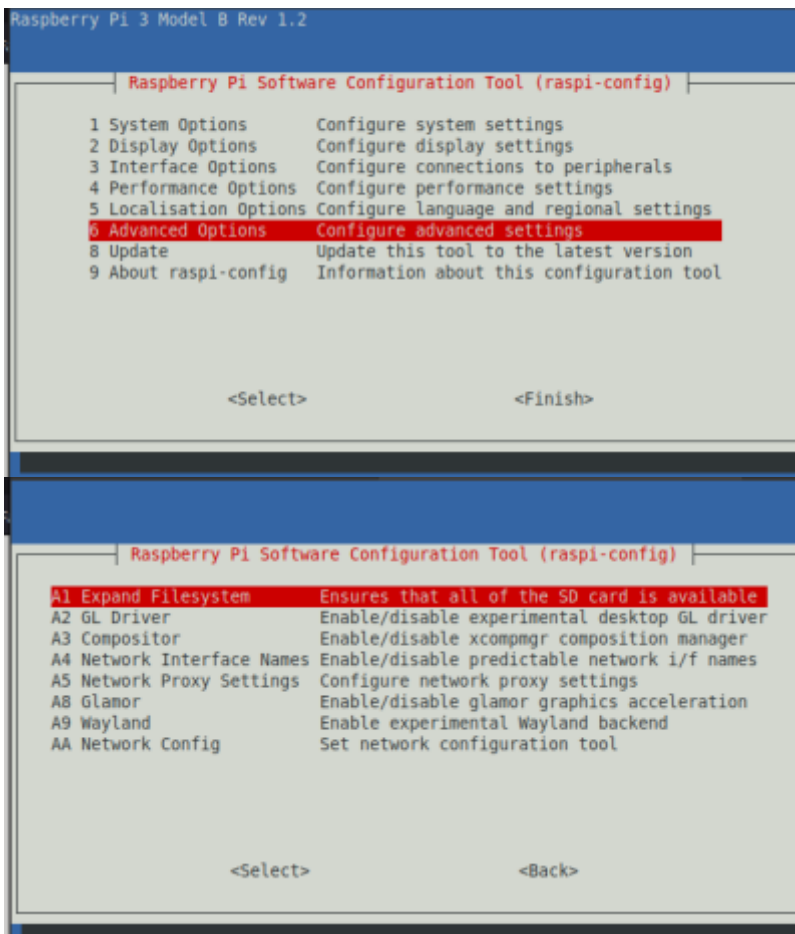 Raspberry Pi 3 Model B Rev 1.2
Raspberry Pi Software Configuration Tool (raspi-config)
1 System Options Configure system settings
2 Display Options Configure display settings
3 Interface Options Configure connections to peripherals
4 Performance Options Configure performance settings
5 Localisation Options Configure language and regional settings
6 Advanced Options Configure advanced settings
8 Update Update this tool to the latest version
9 About raspi-config Information about this configuration tool
<Select> <Finish>
Raspberry Pi Software Configuration Tool (raspi-config)
A1 Expand Filesystem Ensures that all of the SD card is available
A2 GL Driver Enable/disable experimental desktop GL driver
A3 Compositor Enable/disable xcompmgr composition manager
A4 Network Interface Names Enable/disable predictable network i/f names
A5 Network Proxy Settings Configure network proxy settings
A8 Glamor Enable/disable glamor graphics acceleration
A9 Wayland Enable experimental Wayland backend
AA Network Config Set network configuration tool
<Select> <Back>